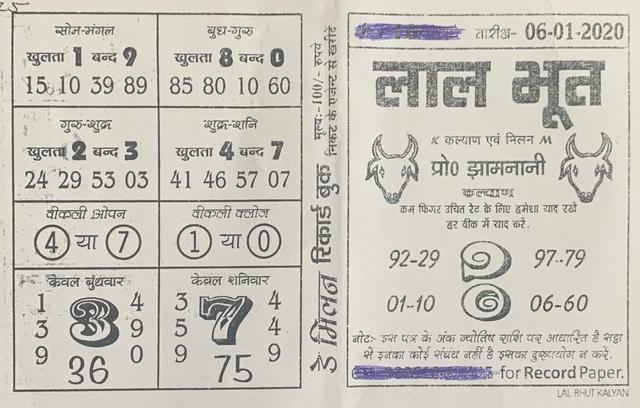 सोम-मंगल
खुलता 1 बन्द 9
15 10 39 89
बुध-गुरु
खुलता 8 बन्द 0
85 80 10 60
गुरु-शुक्र
खुलता 2 बन्द 3
24 29 53 03
शुक्र-शनि
खुलता 4 बन्द 7
41 46 57 07
वीकली ओपन
4 या 7
वीकली क्लोज
1 या 0
केवल बुधवार
1 3 4
3 9
9 0
36
केवल शनिवार
3 7 4
5 4
9 9
75
मिलन रिकार्ड बुक
मूल्य:-100/- रुपये
निकट के एजेन्ट से खरीदें
तारीख- 06-01-2020
लाल भूत
K कल्याण एवं मिलन M
प्रो0 झामनानी
कल्याण
कम फिगर उचित रेट के लिए हमेशा याद रखे
हर वीक में याद करें.
92-29 9 97-79
01-10 6 06-60
नोट:- इस पत्र के अंक ज्योतिष राशि पर आधारित है सट्टा
से इनका कोई संबंध नहीं है इसका दुरुपयोग न करें.
for Record Paper.
LAL BHUT KALYAN